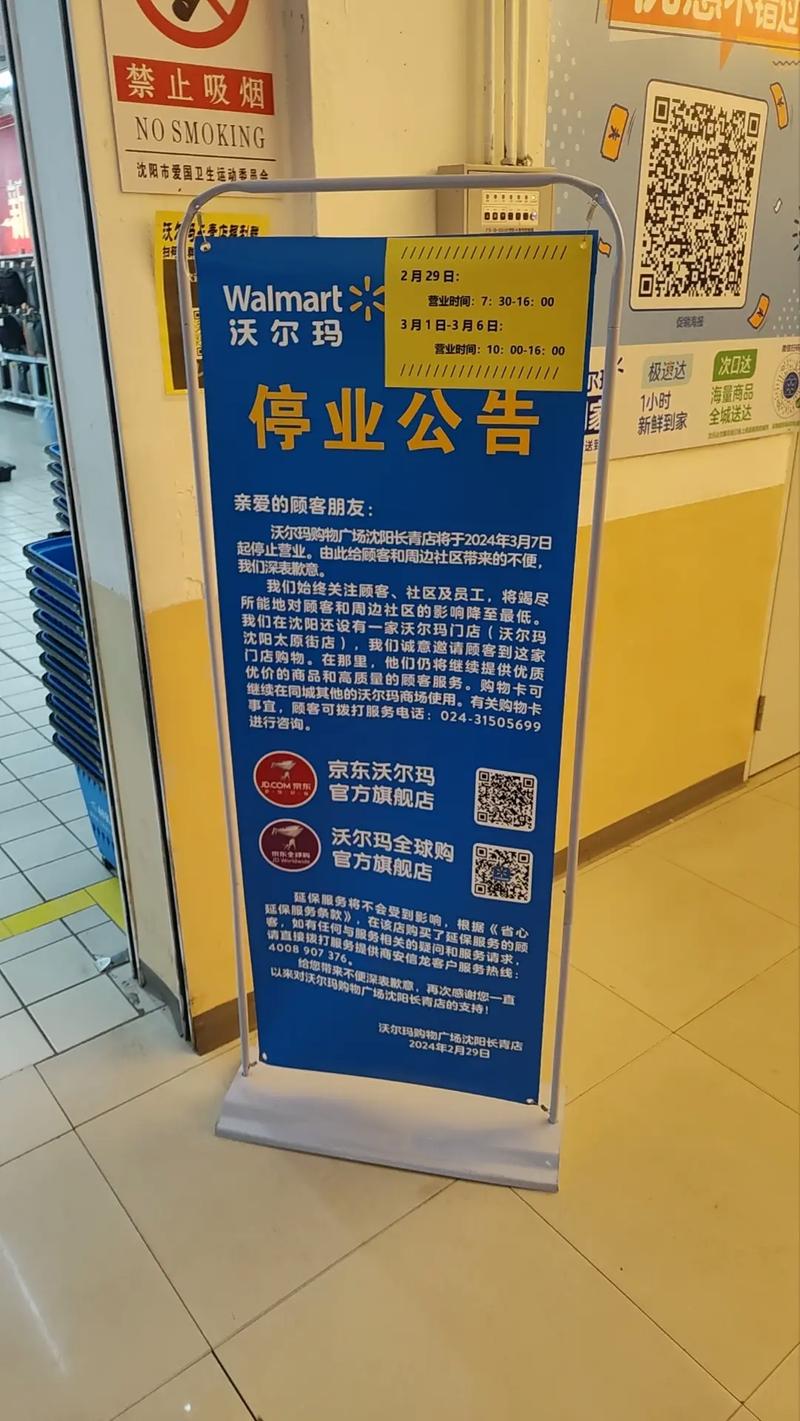 禁止吸烟
NO SMOKING
沈阳市爱国卫生运动委员会
Walmart
沃尔玛
2月29日：
营业时间：7：30-16：00
3月1日-3月6日：
营业时间：10：00-16：00
停业公告
亲爱的顾客朋友：
沃尔玛购物广场沈阳长青店将于2024年3月7日
起停止营业。由此给顾客和周边社区带来的不便，
我们深表歉意。
我们始终关注顾客、社区及员工，将竭尽
所能地对顾客和周边社区的影响降至最低。
我们在沈阳还设有一家沃尔玛门店（沃尔玛
沈阳太原街店），我们诚意邀请顾客到这家
门店购物。在那里，他们仍将继续提供优质
优价的商品和高质量的顾客服务。购物卡可
继续在同城其他的沃尔玛商场使用。有关购物卡
事宜，顾客可拨打服务电话：024-31505699
进行咨询。
JD.COM 京东
京东沃尔玛
官方旗舰店
京东全球购
JD Worldwide
沃尔玛全球购
官方旗舰店
延保服务将不会受到影响，根据《省心
延保服务条款》，在该店购买了延保服务的顾
客，如有任何与服务相关的疑问和服务请求，
请直接拨打服务提供商安信龙客户服务热线：
4008 907 376。
给您带来不便深表歉意，再次感谢您一直
以来对沃尔玛购物广场沈阳长青店的支持！
沃尔玛购物广场沈阳长青店
2024年2月29日
促销海报
极速达
1小时
新鲜到家
次日达
海量商品
全城送达